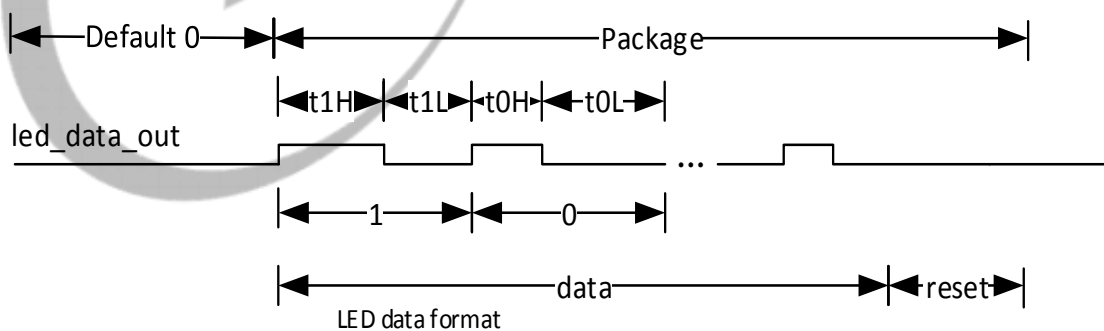 Default 0 Package
t1H t1L t0H t0L
led_data_out
...
1 0
data reset
LED data format